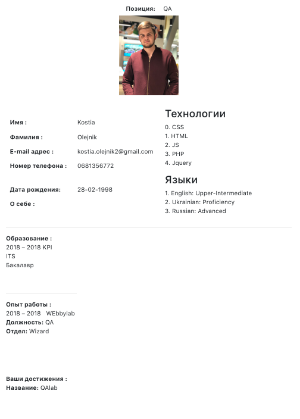 Позиция: QA
Имя : Kostia
Фамилия : Olejnik
E-mail адрес : kostia.olejnik2@gmail.com
Номер телефона : 0681356772
Дата рождения: 28-02-1998
О себе :
Технологии
0. CSS
1. HTML
2. JS
3. PHP
4. Jquery
Языки
1. English: Upper-Intermediate
2. Ukrainian: Proficiency
3. Russian: Advanced
Образование :
2018 – 2018 KPI
ITS
Бакалавр
Опыт работы :
2018 – 2018 WEbbylab
Должность: QA
Отдел: Wizard
Ваши достижения :
Название: QAlab